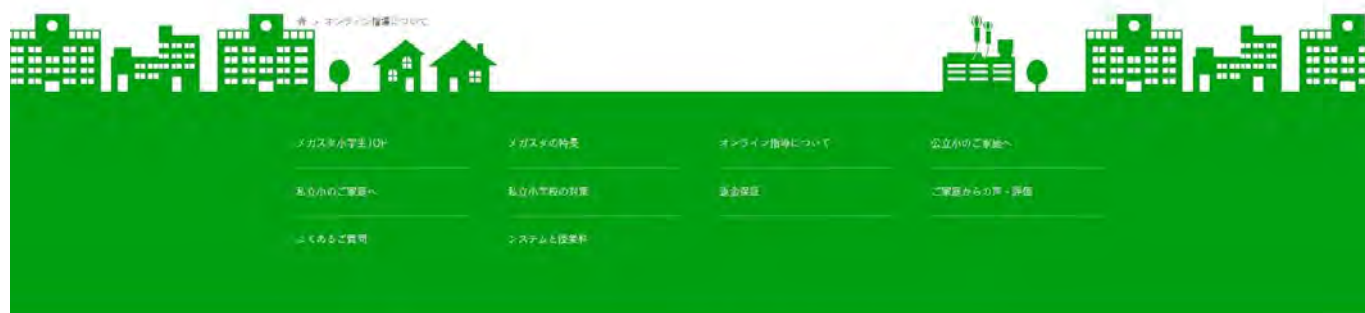 > オンライン指導について
メガスタ小学生TOP メガスタの特長 オンライン指導について 公立小のご家庭へ
私立小のご家庭へ 私立小学校の対策 返金保証 ご家庭からの声・評価
よくあるご質問 システムと授業料